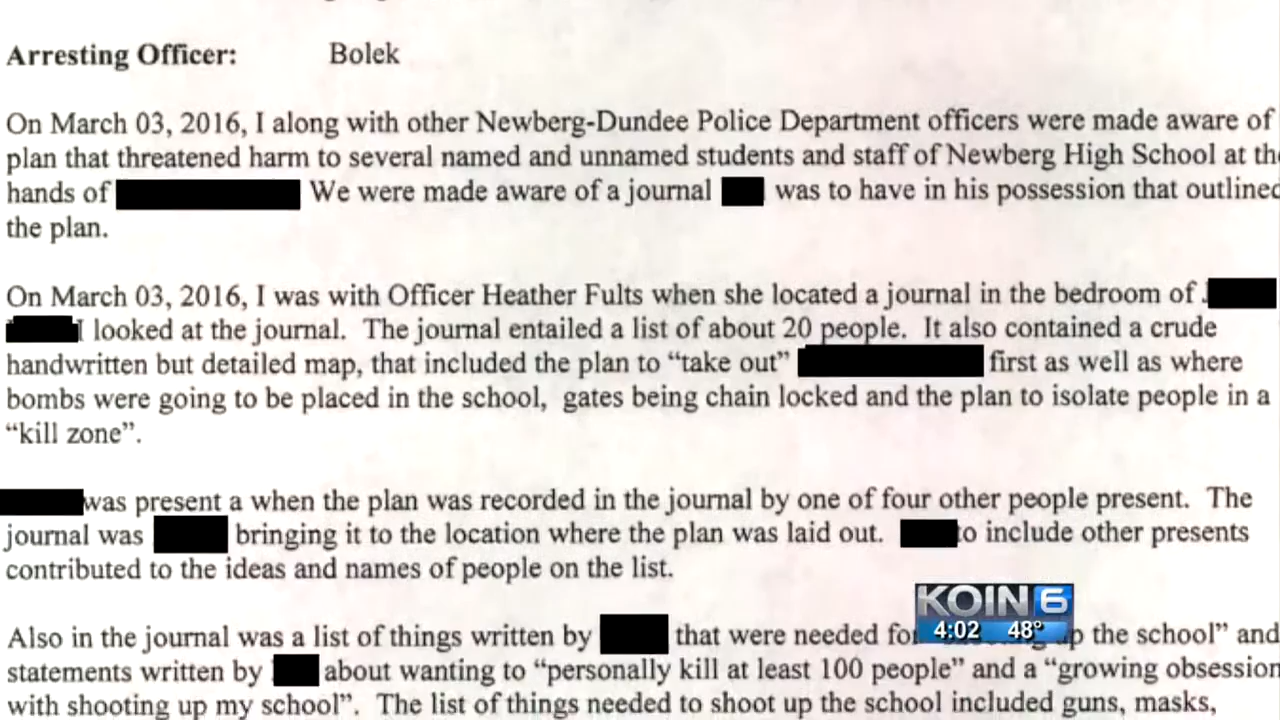 Arresting Officer: Bolek
On March 03, 2016, I along with other Newberg-Dundee Police Department officers were made aware of
plan that threatened harm to several named and unnamed students and staff of Newberg High School at th
hands of We were made aware of a journal was to have in his possession that outlined
the plan.
On March 03, 2016, I was with Officer Heather Fults when she located a journal in the bedroom of
I looked at the journal. The journal entailed a list of about 20 people. It also contained a crude
handwritten but detailed map, that included the plan to “take out” first as well as where
bombs were going to be placed in the school, gates being chain locked and the plan to isolate people in a
“kill zone”.
was present a when the plan was recorded in the journal by one of four other people present. The
journal was bringing it to the location where the plan was laid out. to include other presents
contributed to the ideas and names of people on the list.
KOIN 6
Also in the journal was a list of things written by that were needed for p the school” and
4:02 48°
statements written by about wanting to “personally kill at least 100 people” and a “growing obsession
with shooting up my school”. The list of things needed to shoot up the school included guns, masks,